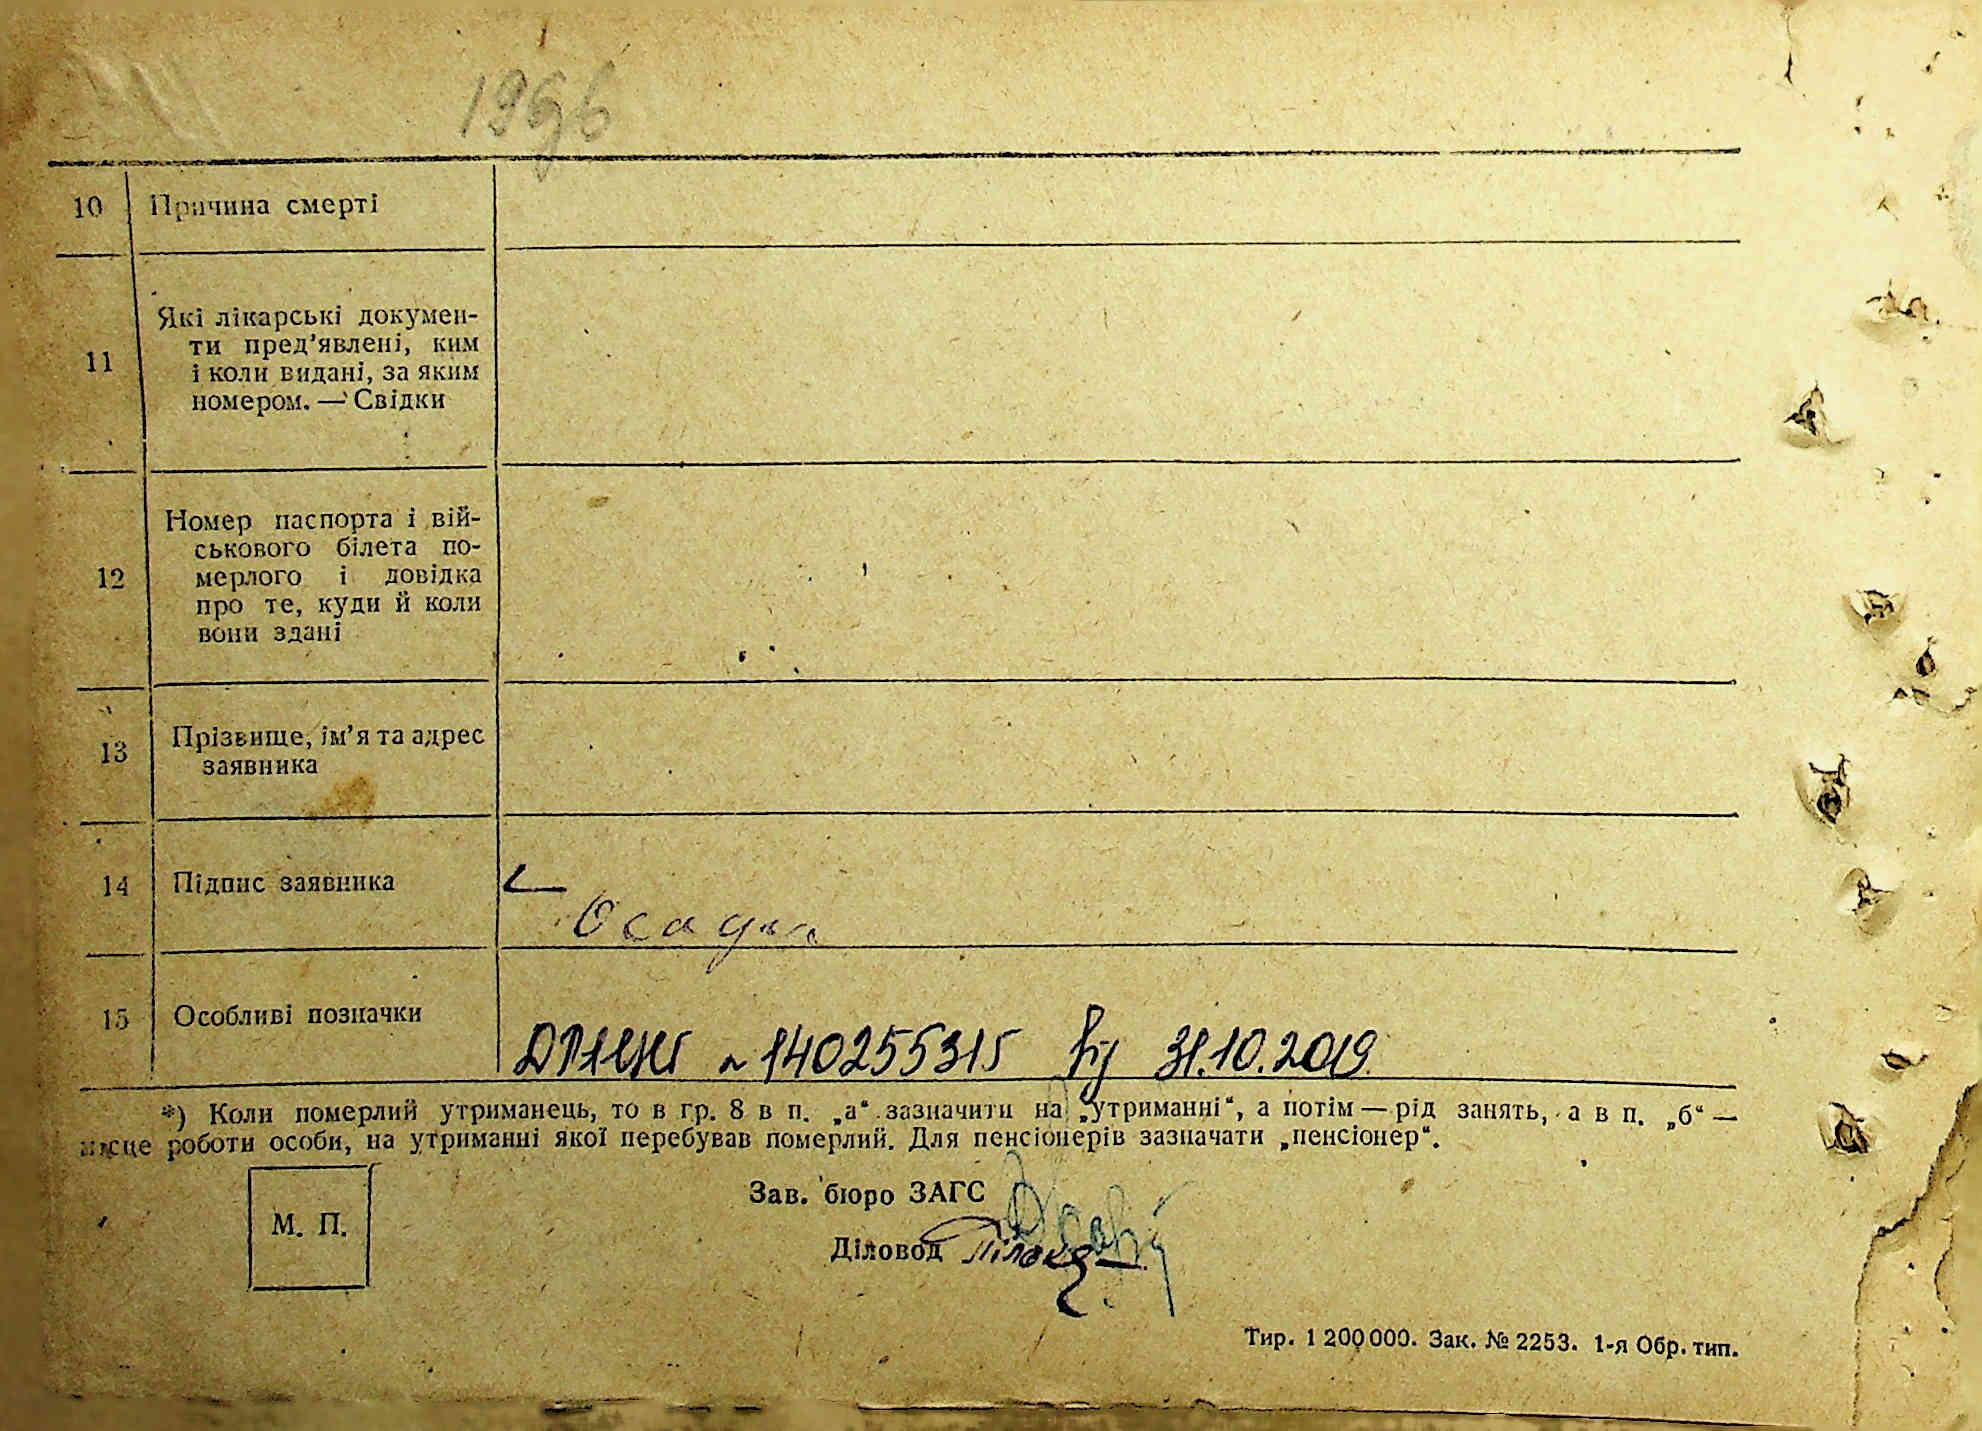 10 Причина смерті
11 Які лікарські докумен-
ти пред'явлені, ким
і коли видані, за яким
номером. — Свідки
12 Номер паспорта і вій-
ськового білета по-
мерлого і довідка
про те, куди й коли
вони здані
13 Прізвище, ім'я та адрес
заявника
14 Підпис заявника
15 Особливі позначки
№ 140255315 від 31.10.2019
*) Коли померлий утриманець, то в гр. 8 в п. „а“ зазначити на „утриманні“, а потім — рід занять, а в п. „б“ —
місце роботи особи, на утриманні якої перебував померлий. Для пенсіонерів зазначати „пенсіонер“.
М. П.
Зав. бюро ЗАГС
Діловод
Тир. 1 200 000. Зак. № 2253. 1-я Обр. тип.